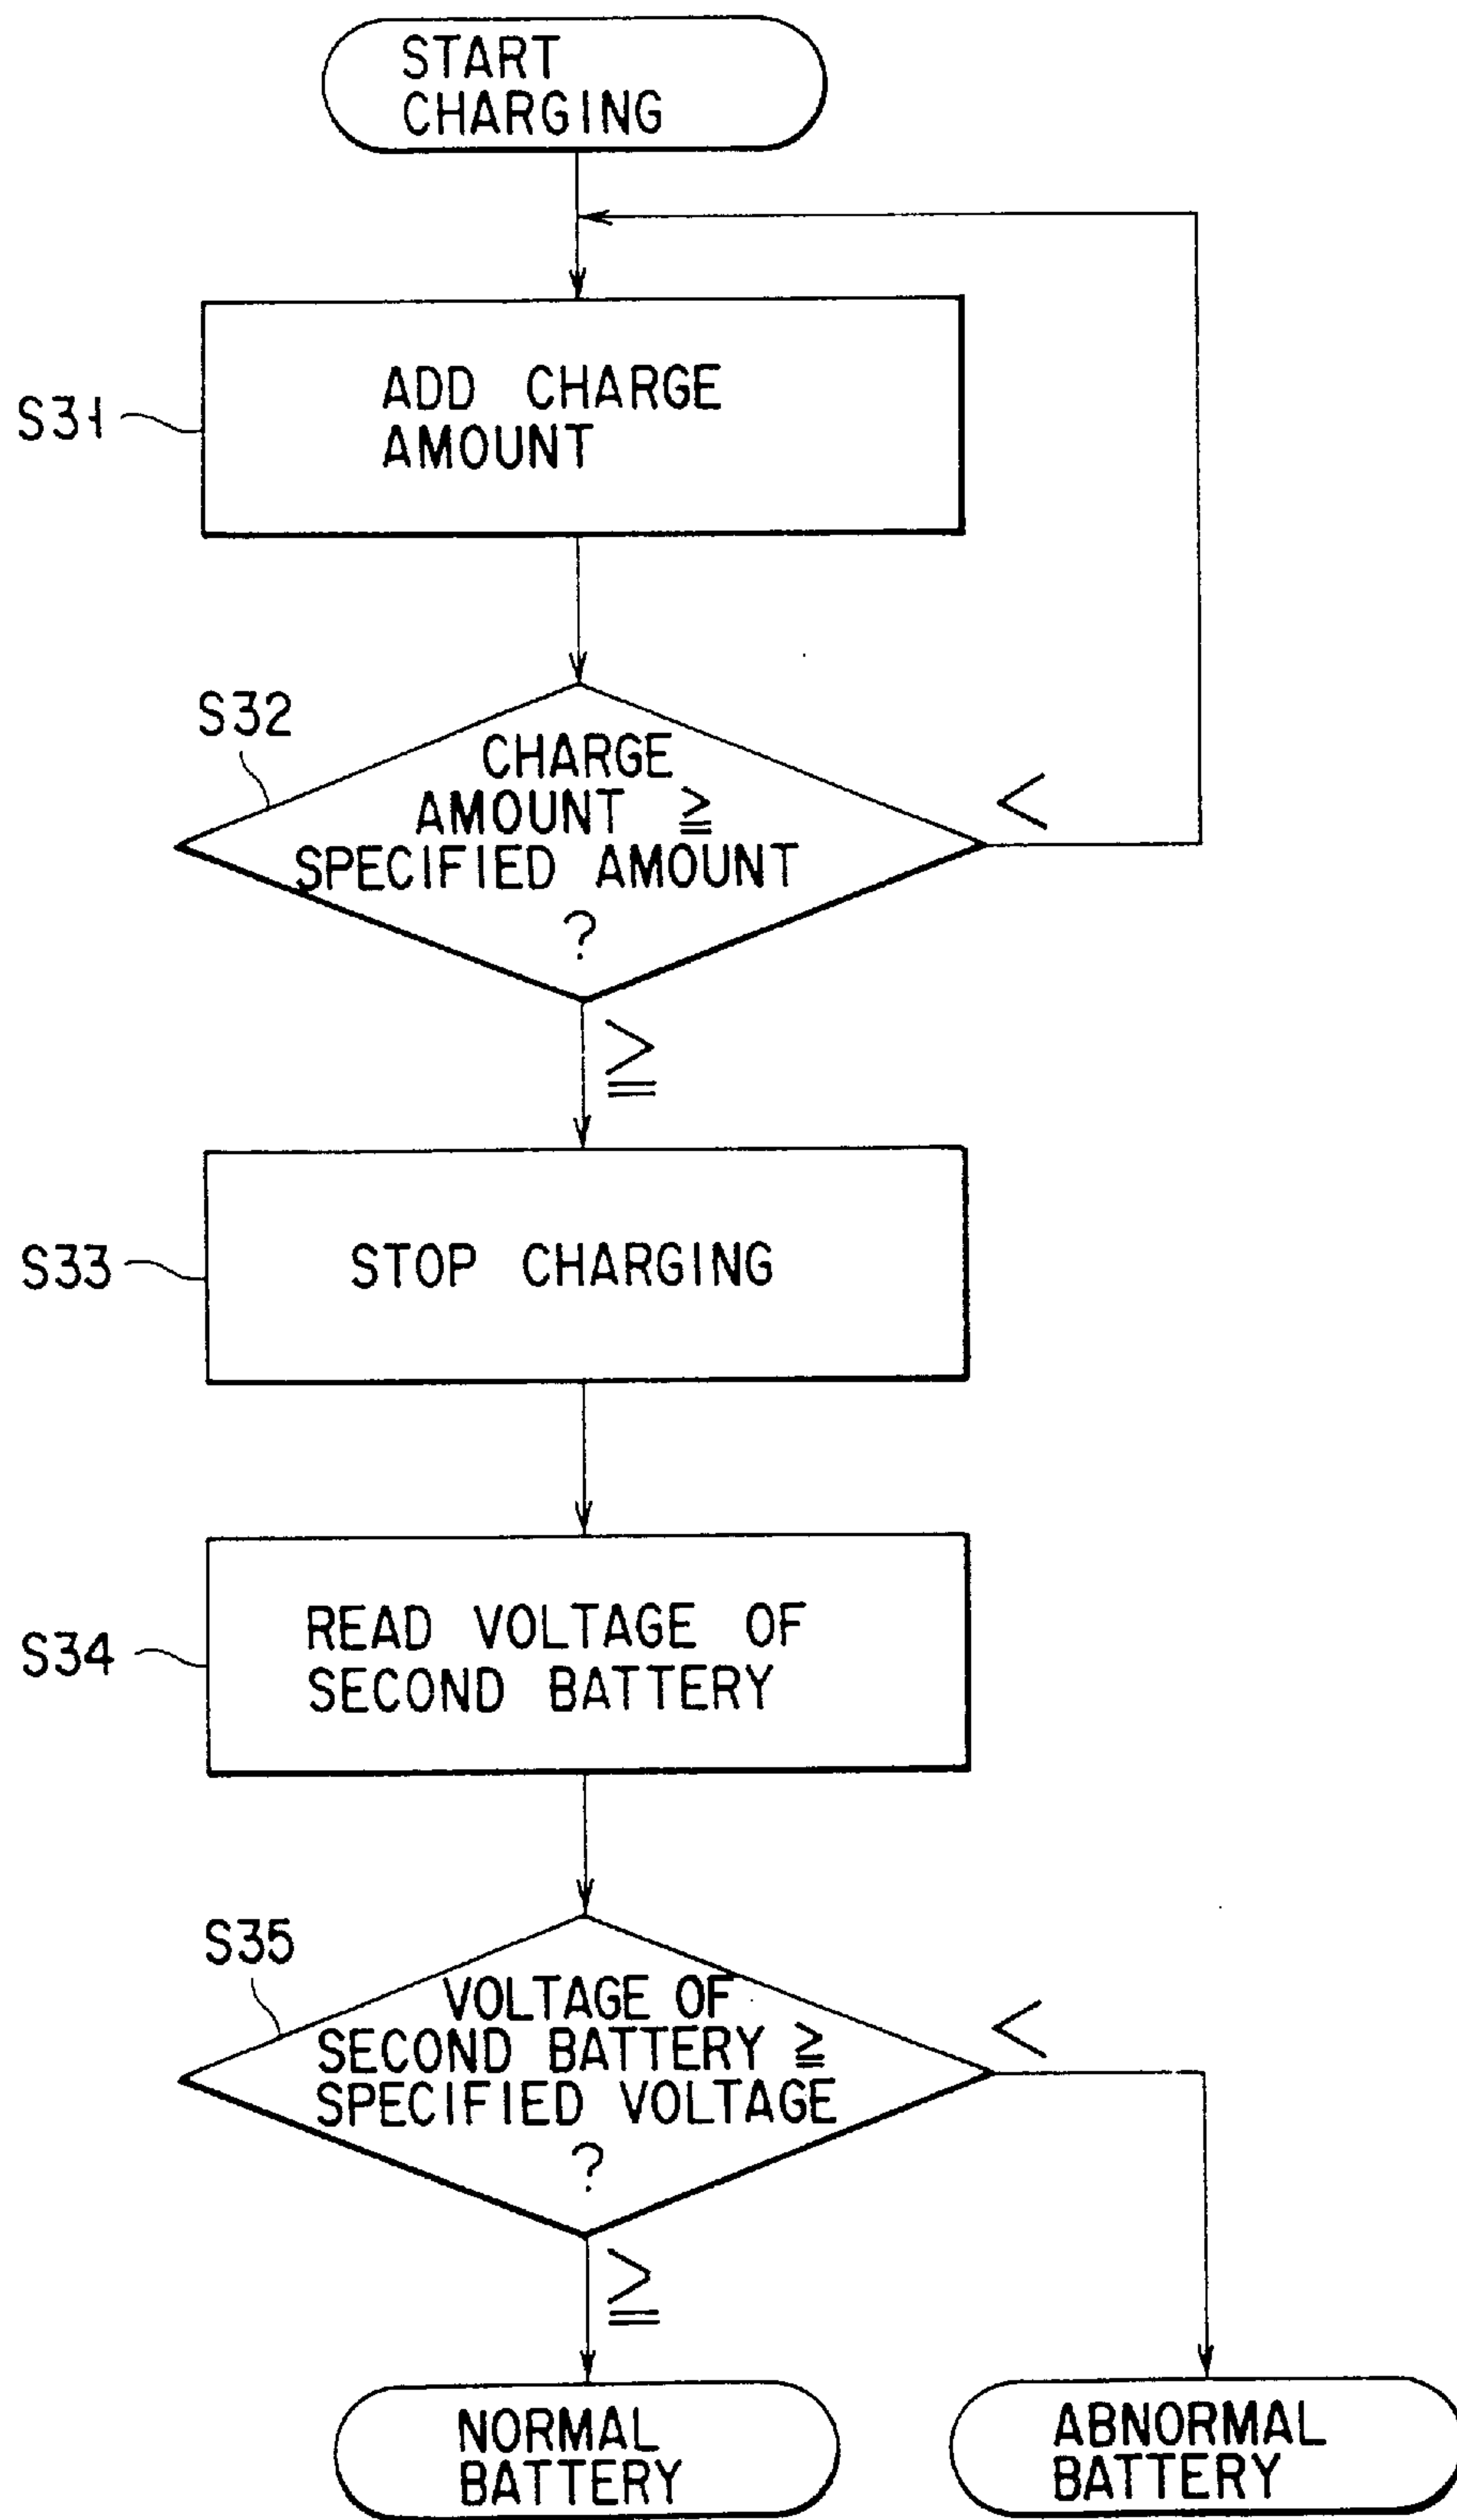 START
CHARGING
S31
ADD CHARGE
AMOUNT
S32
CHARGE
AMOUNT ≧
SPECIFIED AMOUNT
?
<
≧
S33
STOP CHARGING
S34
READ VOLTAGE OF
SECOND BATTERY
S35
VOLTAGE OF
SECOND BATTERY ≧
SPECIFIED VOLTAGE
?
<
≧
NORMAL
BATTERY
ABNORMAL
BATTERY